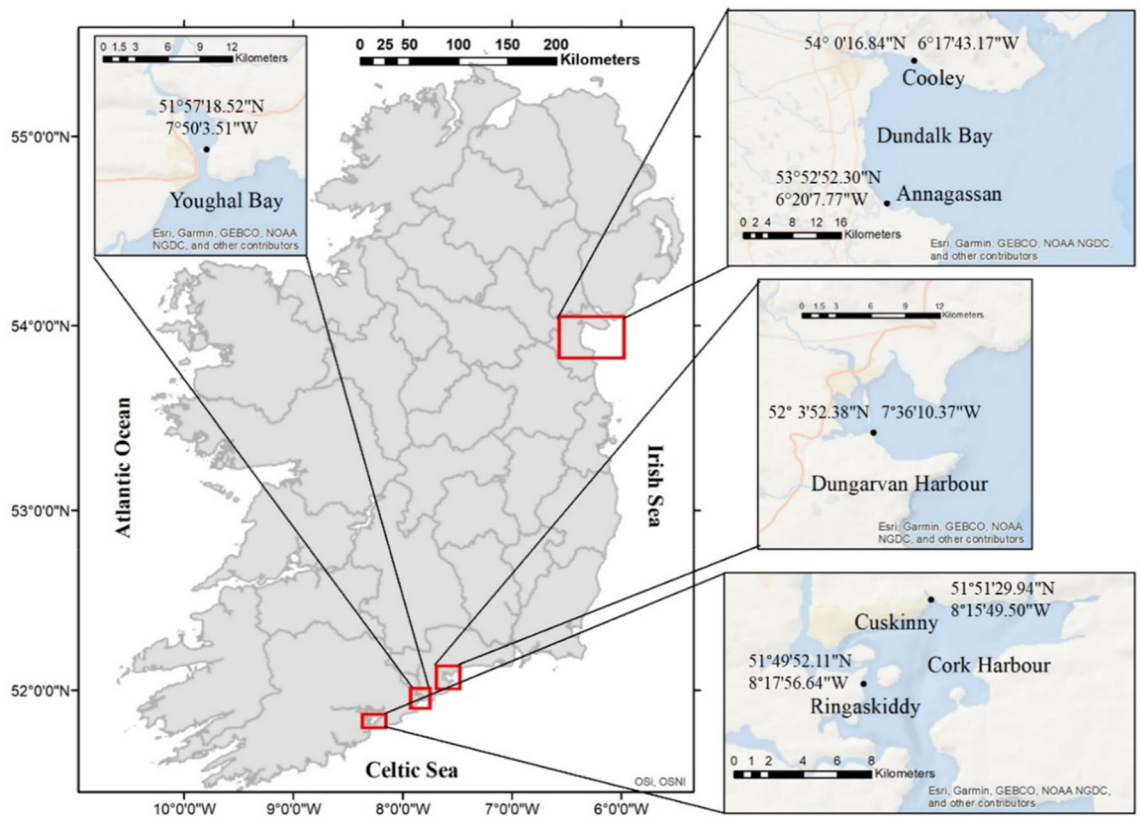 0 1.5 3 6 9 12
Kilometers
51°57'18.52"N
7°50'3.51"W
Youghal Bay
Esri, Garmin, GEBCO, NOAA
NGDC, and other contributors
0 25 50 100 150 200
Kilometers
54° 0'16.84"N 6°17'43.17"W
Cooley
Dundalk Bay
53°52'52.30"N
6°20'7.77"W
Annagassan
0 2 4 8 12 16
Kilometers
Esri, Garmin, GEBCO, NOAA NGDC,
and other contributors
0 1.5 3 6 9 12
Kilometers
52° 3'52.38"N 7°36'10.37"W
Dungarvan Harbour
Esri, Garmin, GEBCO, NOAA
NGDC, and other contributors
51°51'29.94"N
8°15'49.50"W
Cuskinny
Cork Harbour
51°49'52.11"N
8°17'56.64"W
Ringaskiddy
0 1 2 4 6 8
Kilometers
Esri, Garmin, GEBCO, NOAA NGDC,
and other contributors
55°0'0"N
54°0'0"N
53°0'0"N
52°0'0"N
Atlantic Ocean
Irish Sea
Celtic Sea
OSi, OSNI
10°0'0"W 9°0'0"W 8°0'0"W 7°0'0"W 6°0'0"W